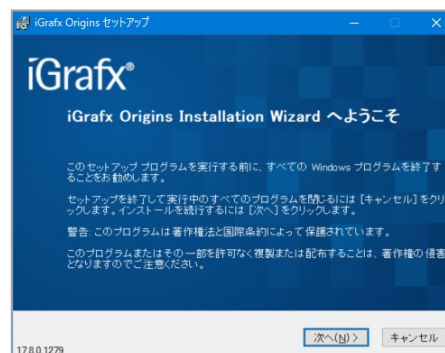 iGrafx Origins セットアップ
iGrafx®
iGrafx Origins Installation Wizard へようこそ
このセットアップ プログラムを実行する前に、すべての Windows プログラムを終了す
ることをお勧めします。
セットアップを終了して実行中のすべてのプログラムを閉じるには [キャンセル] をクリ
ックします。インストールを続行するには [次へ] をクリックします。
警告: このプログラムは著作権法と国際条約によって保護されています。
このプログラムまたはその一部を許可なく複製または配布することは、著作権の侵害
となりますのでご注意ください。
次へ(N) >
キャンセル
17.8.0.1279